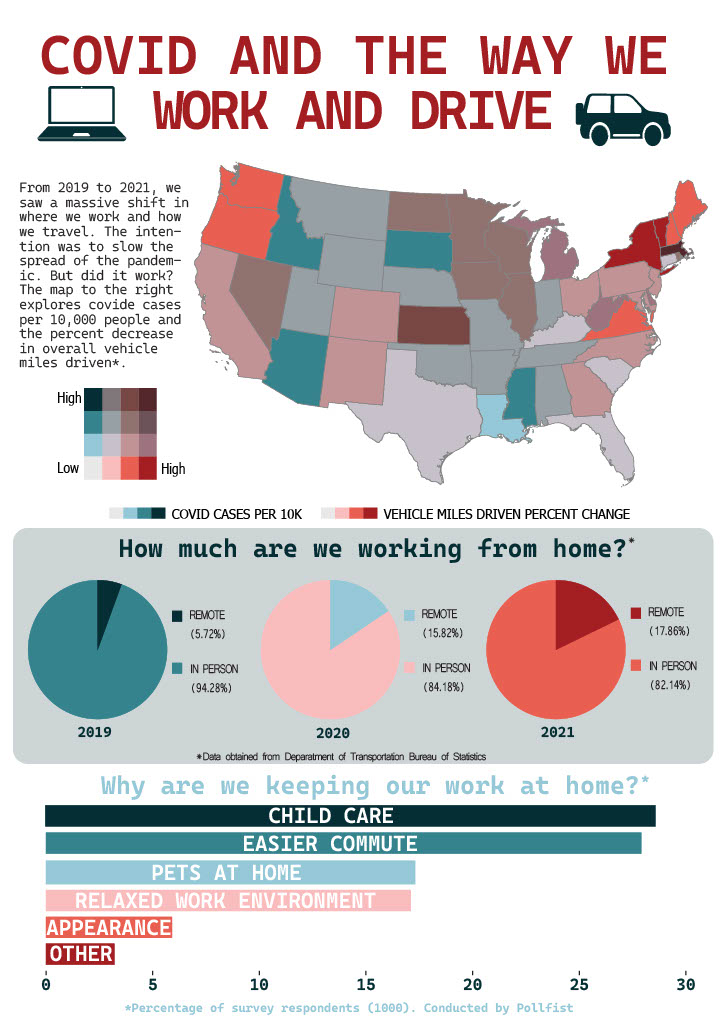 COVID AND THE WAY WE
WORK AND DRIVE
From 2019 to 2021, we
saw a massive shift in
where we work and how
we travel. The inten-
tion was to slow the
spread of the pandem-
ic. But did it work?
The map to the right
explores covide cases
per 10,000 people and
the percent decrease
in overall vehicle
miles driven*.
High
Low
High
COVID CASES PER 10K
VEHICLE MILES DRIVEN PERCENT CHANGE
How much are we working from home?*
REMOTE
(5.72%)
IN PERSON
(94.28%)
2019
REMOTE
(15.82%)
IN PERSON
(84.18%)
2020
REMOTE
(17.86%)
IN PERSON
(82.14%)
2021
*Data obtained from Deparatment of Transportation Bureau of Statistics
Why are we keeping our work at home?*
CHILD CARE
EASIER COMMUTE
PETS AT HOME
RELAXED WORK ENVIRONMENT
APPEARANCE
OTHER
0 5 10 15 20 25 30
*Percentage of survey respondents (1000). Conducted by Pollfist